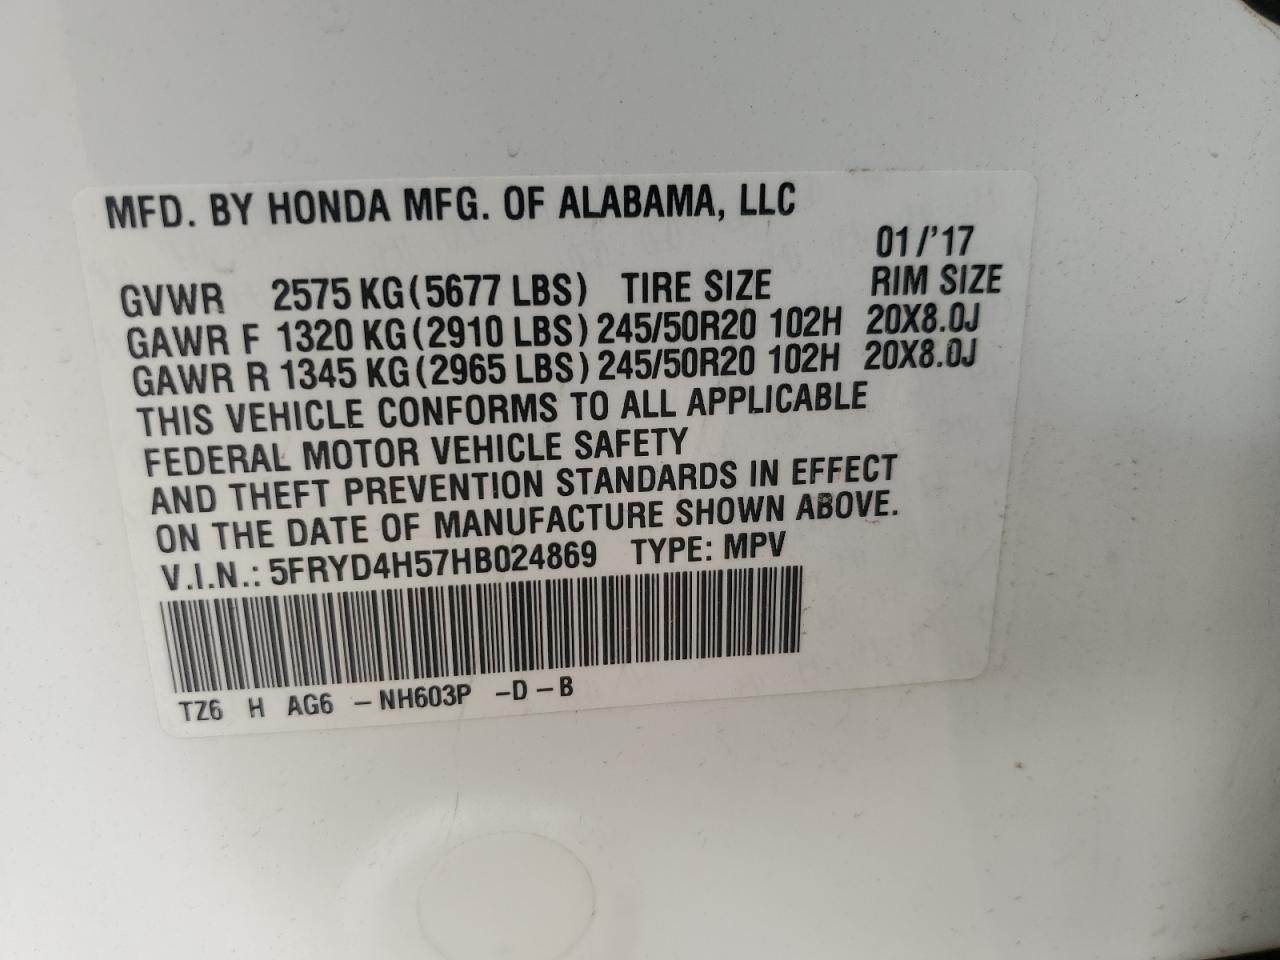 MFD. BY HONDA MFG. OF ALABAMA, LLC
01/'17
GVWR 2575 KG (5677 LBS) TIRE SIZE RIM SIZE
GAWR F 1320 KG (2910 LBS) 245/50R20 102H 20X8.0J
GAWR R 1345 KG (2965 LBS) 245/50R20 102H 20X8.0J
THIS VEHICLE CONFORMS TO ALL APPLICABLE
FEDERAL MOTOR VEHICLE SAFETY
AND THEFT PREVENTION STANDARDS IN EFFECT
ON THE DATE OF MANUFACTURE SHOWN ABOVE.
V.I.N.: 5FRYD4H57HB024869 TYPE: MPV
TZ6 H AG6 - NH603P - D - B